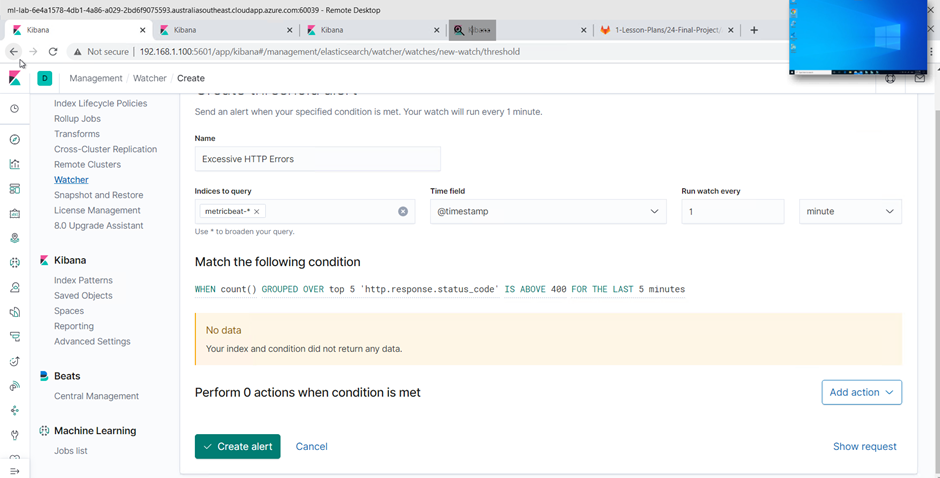 ml-lab-6e4a1578-4db1-4a86-a029-2bd6f9075593.australiasoutheast.cloudapp.azure.com:60039 - Remote Desktop
Kibana
Kibana
Kibana
1-Lesson-Plans/24-Final-Project/
Not secure 192.168.1.100:5601/app/kibana#/management/elasticsearch/watcher/watches/new-watch/threshold
D Management / Watcher / Create
Index Lifecycle Policies
Rollup Jobs
Transforms
Cross-Cluster Replication
Remote Clusters
Watcher
Snapshot and Restore
License Management
8.0 Upgrade Assistant
Kibana
Index Patterns
Saved Objects
Spaces
Reporting
Advanced Settings
Beats
Central Management
Machine Learning
Jobs list
Create threshold alert
Send an alert when your specified condition is met. Your watch will run every 1 minute.
Name
Excessive HTTP Errors
Indices to query Time field Run watch every
metricbeat-* @timestamp 1 minute
Use * to broaden your query.
Match the following condition
WHEN count() GROUPED OVER top 5 'http.response.status_code' IS ABOVE 400 FOR THE LAST 5 minutes
No data
Your index and condition did not return any data.
Perform 0 actions when condition is met Add action
Create alert Cancel Show request